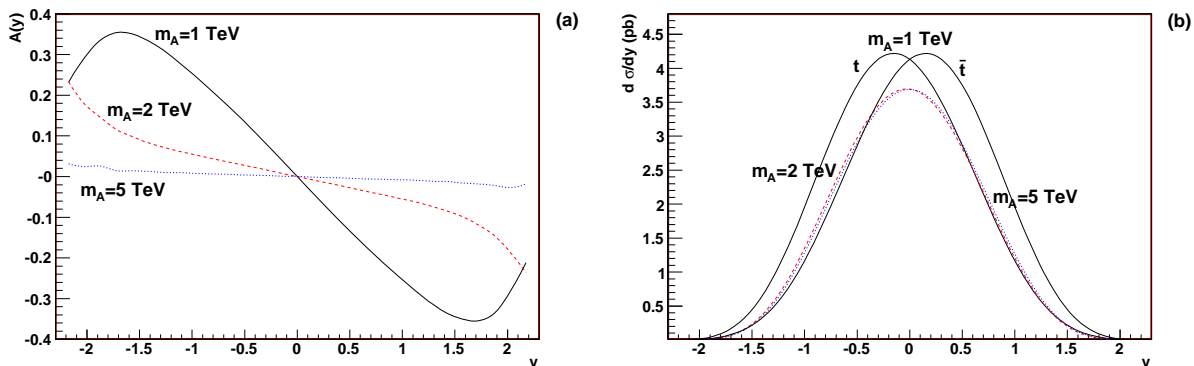 (a)
A(y)
m_A=1 TeV
m_A=2 TeV
m_A=5 TeV
0.4
0.3
0.2
0.1
-0
-0.1
-0.2
-0.3
-0.4
-2 -1.5 -1 -0.5 0 0.5 1 1.5 2
y
(b)
d σ/dy (pb)
m_A=1 TeV
t t̄
m_A=2 TeV
m_A=5 TeV
4.5
4
3.5
3
2.5
2
1.5
1
0.5
-2 -1.5 -1 -0.5 0 0.5 1 1.5 2
y